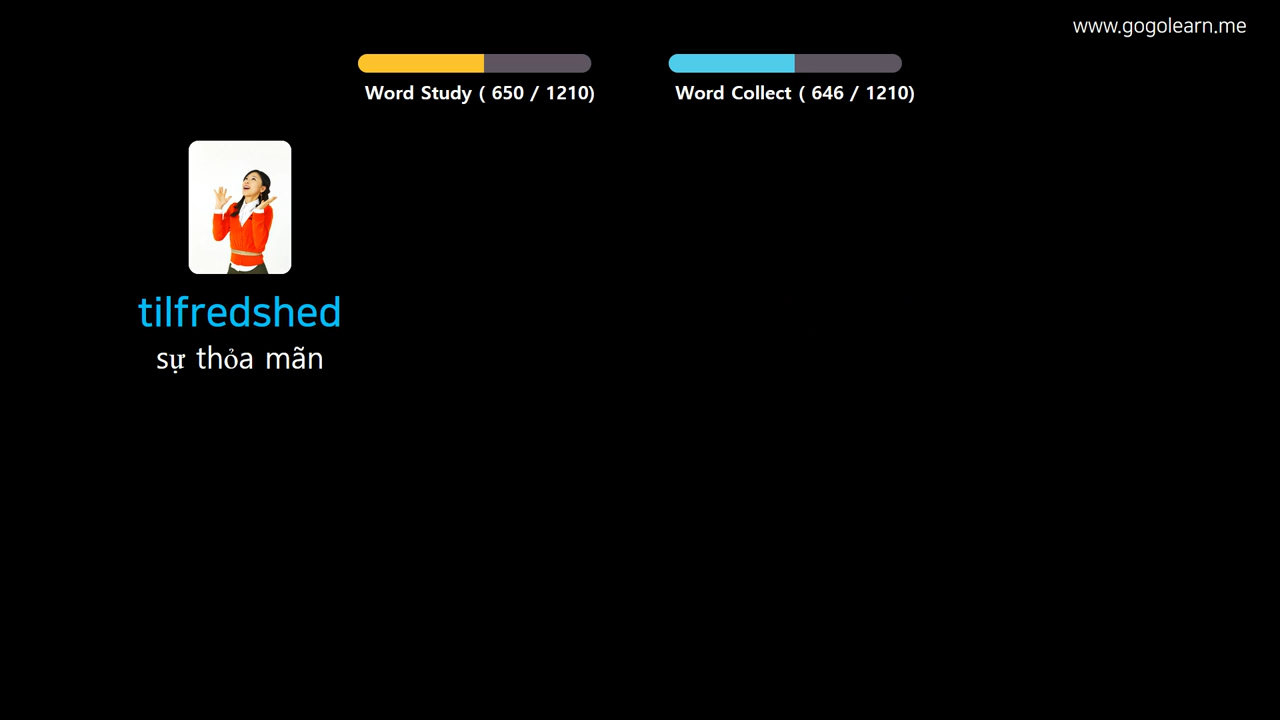 www.gogolearn.me
Word Study ( 650 / 1210)
Word Collect ( 646 / 1210)
tilfredshed
sự thỏa mãn